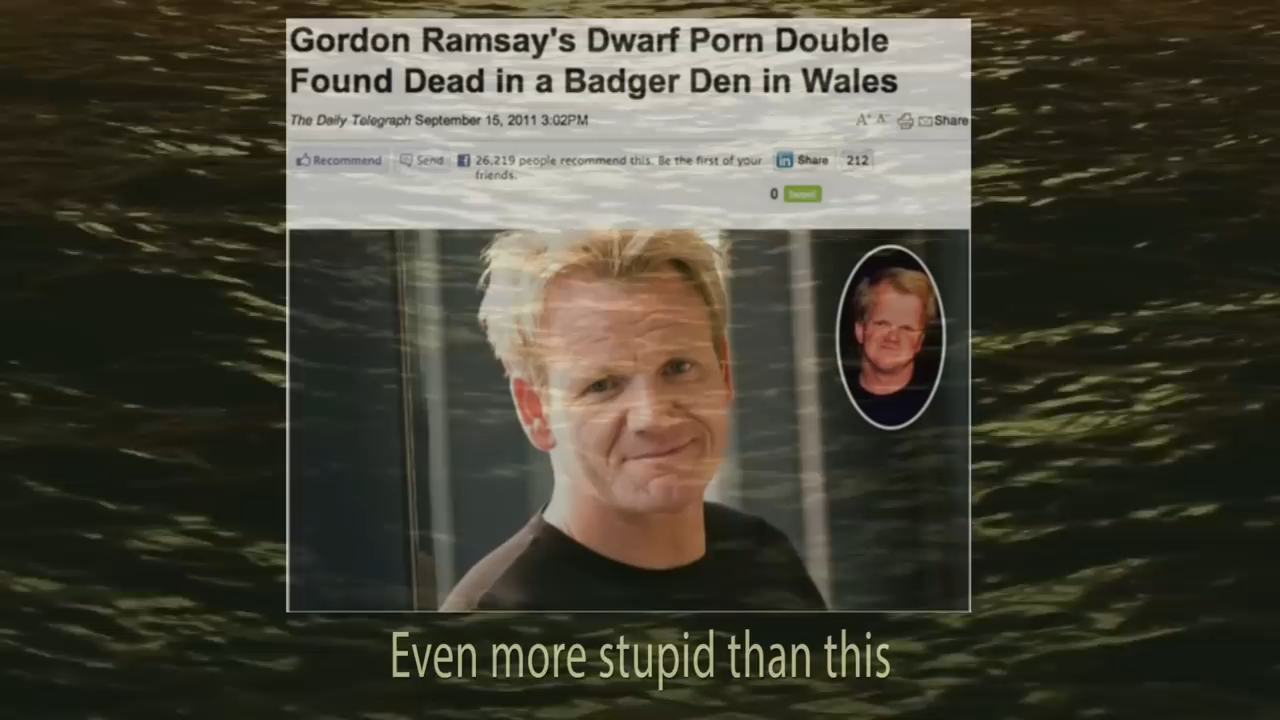 Gordon Ramsay's Dwarf Porn Double
Found Dead in a Badger Den in Wales
The Daily Telegraph September 15, 2011 3:02PM
A+ A- Share
Recommend Send f 26,219 people recommend this. Be the first of your in Share 212
friends.
0
Even more stupid than this